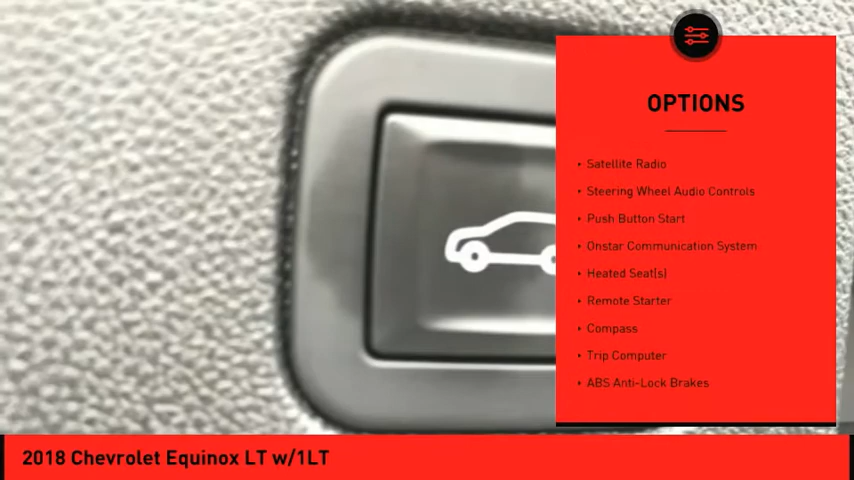 OPTIONS
Satellite Radio
Steering Wheel Audio Controls
Push Button Start
Onstar Communication System
Heated Seat(s)
Remote Starter
Compass
Trip Computer
ABS Anti-Lock Brakes
2018 Chevrolet Equinox LT w/1LT